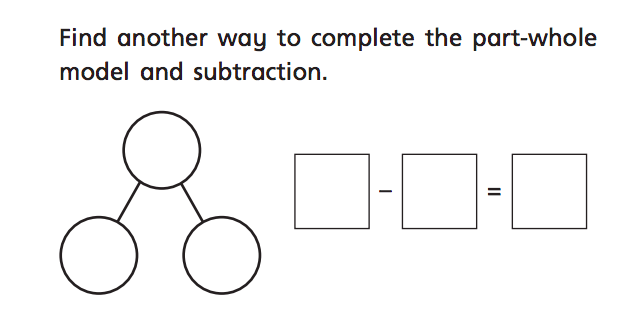 Find another way to complete the part-whole
model and subtraction.
− =